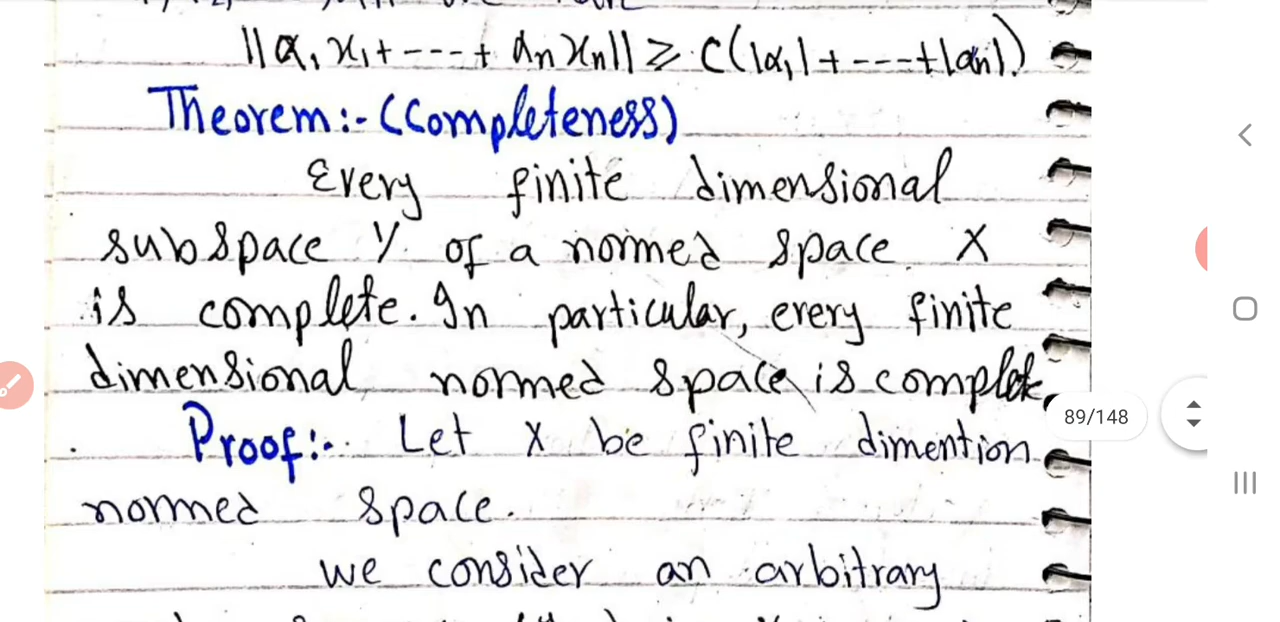 ||α₁x₁+---+ αₙxₙ|| ≥ C(|α₁|+---+|αₙ|)
Theorem:- (Completeness)
Every finite dimensional
subspace Y of a normed space X
is complete. In particular, every finite
dimensional normed space is complete
Proof:- Let X be finite dimention
normed space.
we consider an arbitrary
89/148